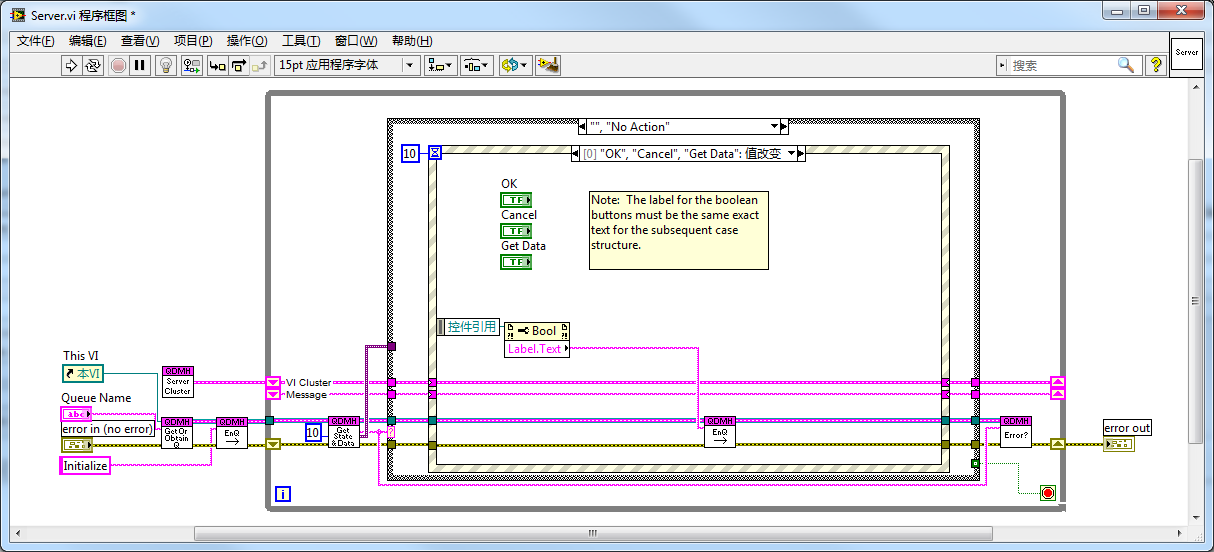 Server.vi 程序框图 *
文件(F) 编辑(E) 查看(V) 项目(P) 操作(O) 工具(T) 窗口(W) 帮助(H)
15pt 应用程序字体
搜索
?
Server
"", "No Action"
10
[0] "OK", "Cancel", "Get Data": 值改变
OK
TF
Cancel
TF
Get Data
TF
Note: The label for the boolean
buttons must be the same exact
text for the subsequent case
structure.
控件引用
Bool
Label.Text
This VI
本VI
QDMH
Server
Cluster
VI Cluster
Message
Queue Name
abc
error in (no error)
QDMH
Get Or
Obtain
Q
QDMH
EnQ
10
QDMH
Get
State
& Data
?
QDMH
EnQ
QDMH
Error?
error out
Initialize
i